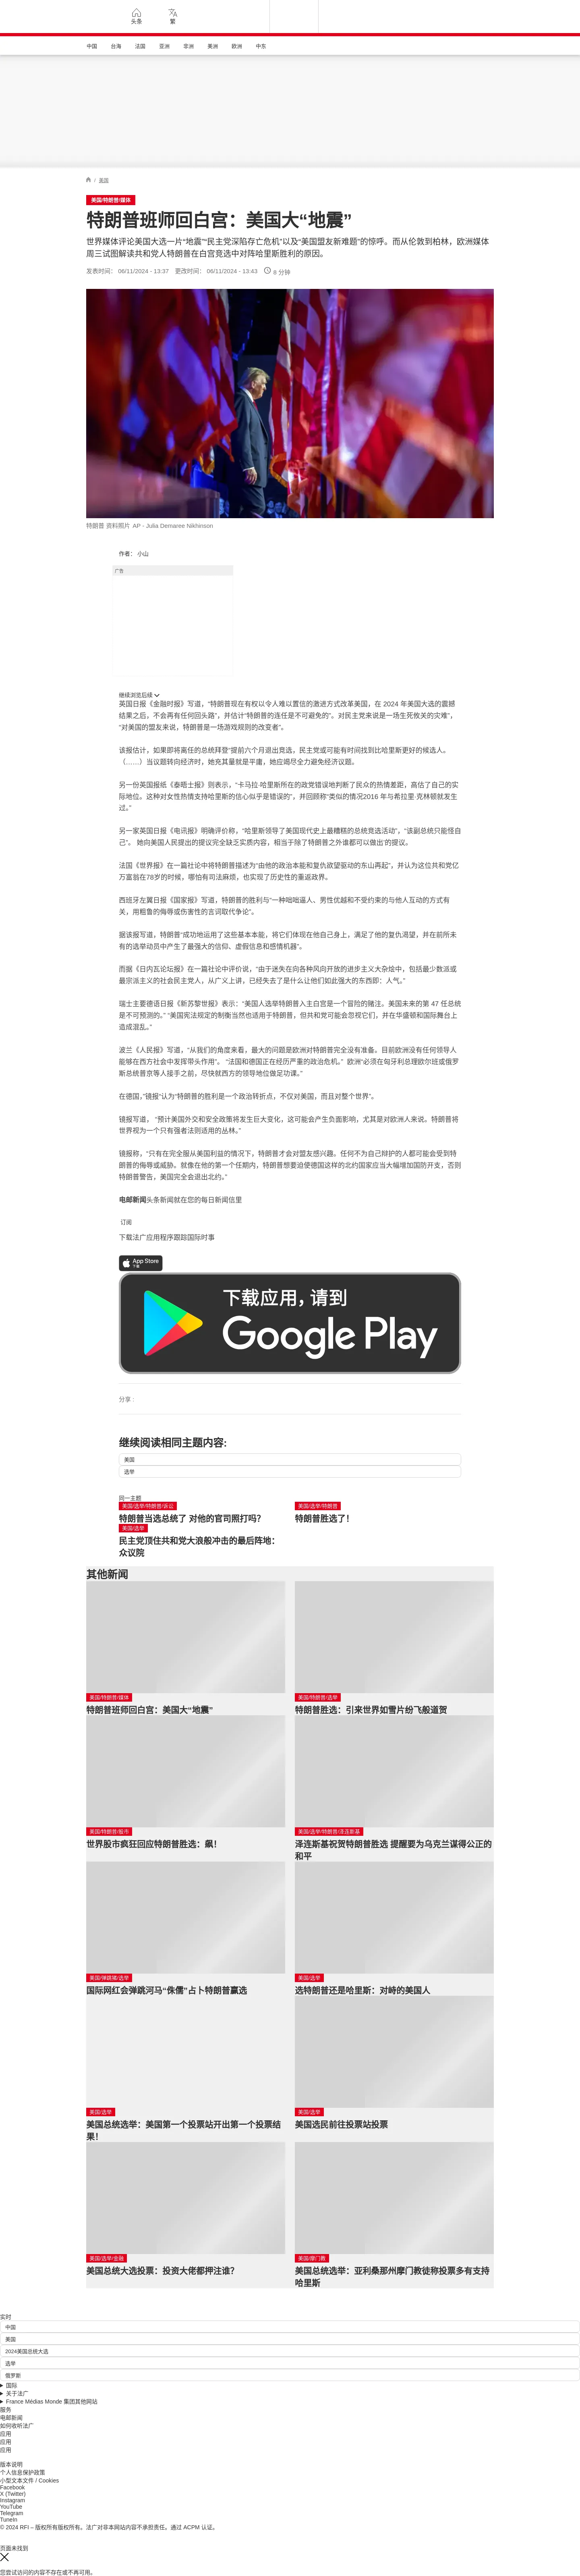 头条
繁
中国 台海 法国 亚洲 非洲 美洲 欧洲 中东
/ 美国
美国/特朗普/媒体
特朗普班师回白宫：美国大“地震”
世界媒体评论美国大选一片“地震”“民主党深陷存亡危机”以及“美国盟友新难题”的惊呼。而从伦敦到柏林，欧洲媒体
周三试图解读共和党人特朗普在白宫竞选中对阵哈里斯胜利的原因。
发表时间： 06/11/2024 - 13:37 更改时间： 06/11/2024 - 13:43 8 分钟
特朗普 资料照片 AP - Julia Demaree Nikhinson
作者： 小山
广告
继续浏览后续
英国日报《金融时报》写道，“特朗普现在有权以令人难以置信的激进方式改革美国，在 2024 年美国大选的震撼
结果之后，不会再有任何回头路”，并估计“特朗普的连任是不可避免的”。对民主党来说是一场生死攸关的灾难”，
“对美国的盟友来说，特朗普是一场游戏规则的改变者”。
该报估计，如果即将离任的总统拜登“提前六个月退出竞选，民主党或可能有时间找到比哈里斯更好的候选人。
（……）当议题转向经济时，她充其量就是平庸，她应竭尽全力避免经济议题。
另一份英国报纸《泰晤士报》则表示，“卡马拉·哈里斯所在的政党错误地判断了民众的热情差距，高估了自己的实
际地位。这种对女性热情支持哈里斯的信心似乎是错误的”，并回顾称“类似的情况2016 年与希拉里·克林顿就发生
过。”
另一家英国日报《电讯报》明确评价称，“哈里斯领导了美国现代史上最糟糕的总统竞选活动”，“该副总统只能怪自
己”。 她向美国人民提出的提议完全缺乏实质内容，相当于除了特朗普之外谁都可以做出’的提议。
法国《世界报》在一篇社论中将特朗普描述为“由他的政治本能和复仇欲望驱动的东山再起”，并认为这位共和党亿
万富翁在78岁的时候，哪怕有司法麻烦，也实现了历史性的重返政界。
西班牙左翼日报《国家报》写道，特朗普的胜利与“一种咄咄逼人、男性优越和不受约束的与他人互动的方式有
关，用粗鲁的侮辱或伤害性的言词取代争论”。
据该报写道，特朗普“成功地运用了这些基本本能，将它们体现在他自己身上，满足了他的复仇渴望，并在前所未
有的选举动员中产生了最强大的信仰、虚假信息和感情机器”。
而据《日内瓦论坛报》在一篇社论中评价说，“由于迷失在向各种风向开放的进步主义大杂烩中，包括最少数派或
最宗派主义的社会民主党人，从广义上讲，已经失去了是什么让他们如此强大的东西即：人气。”
瑞士主要德语日报《新苏黎世报》表示：“美国人选举特朗普入主白宫是一个冒险的赌注。美国未来的第 47 任总统
是不可预测的。” “美国宪法规定的制衡当然也适用于特朗普，但共和党可能会忽视它们，并在华盛顿和国际舞台上
造成混乱。”
波兰《人民报》写道，“从我们的角度来看，最大的问题是欧洲对特朗普完全没有准备。目前欧洲没有任何领导人
能够在西方社会中发挥带头作用”。 “法国和德国正在经历严重的政治危机。” 欧洲“必须在匈牙利总理欧尔班或俄罗
斯总统普京等人接手之前，尽快就西方的领导地位做足功课。”
在德国，“镜报”认为“特朗普的胜利是一个政治转折点，不仅对美国，而且对整个世界”。
镜报写道， “预计美国外交和安全政策将发生巨大变化，这可能会产生负面影响，尤其是对欧洲人来说。特朗普将
世界视为一个只有强者法则适用的丛林。”
镜报称，“只有在完全服从美国利益的情况下，特朗普才会对盟友感兴趣。任何不为自己辩护的人都可能会受到特
朗普的侮辱或威胁。就像在他的第一个任期内，特朗普想要迫使德国这样的北约国家应当大幅增加国防开支，否则
特朗普警告，美国完全会退出北约。”
电邮新闻头条新闻就在您的每日新闻信里
订阅
下载法广应用程序跟踪国际时事
App Store
下载应用，请到
Google Play
分享 :
继续阅读相同主题内容:
美国
选举
同一主题
美国/选举/特朗普/诉讼
特朗普当选总统了 对他的官司照打吗？
美国/选举/特朗普
特朗普胜选了！
美国/选举
民主党顶住共和党大浪般冲击的最后阵地：
众议院
其他新闻
美国/特朗普/媒体
特朗普班师回白宫：美国大“地震”
美国/特朗普/选举
特朗普胜选：引来世界如雪片纷飞般道贺
美国/特朗普/股市
世界股市疯狂回应特朗普胜选：飙！
美国/选举/特朗普/泽连斯基
泽连斯基祝贺特朗普胜选 提醒要为乌克兰谋得公正的
和平
美国/弹跳猪/选举
国际网红会弹跳河马“侏儒”占卜特朗普赢选
美国/选举
选特朗普还是哈里斯：对峙的美国人
美国/选举
美国总统选举：美国第一个投票站开出第一个投票结
果！
美国/选举
美国选民前往投票站投票
美国/选举/金融
美国总统大选投票：投资大佬都押注谁？
美国/摩门教
美国总统选举：亚利桑那州摩门教徒称投票多有支持
哈里斯
实时
中国
美国
2024美国总统大选
选举
俄罗斯
国际
关于法广
France Médias Monde 集团其他网站
服务
电邮新闻
如何收听法广
应用
应用
应用
版本说明
个人信息保护政策
小型文本文件 / Cookies
Facebook
X (Twitter)
Instagram
YouTube
Telegram
TuneIn
© 2024 RFI – 版权所有版权所有。法广对非本网站内容不承担责任。通过 ACPM 认证。
页面未找到
您尝试访问的内容不存在或不再可用。